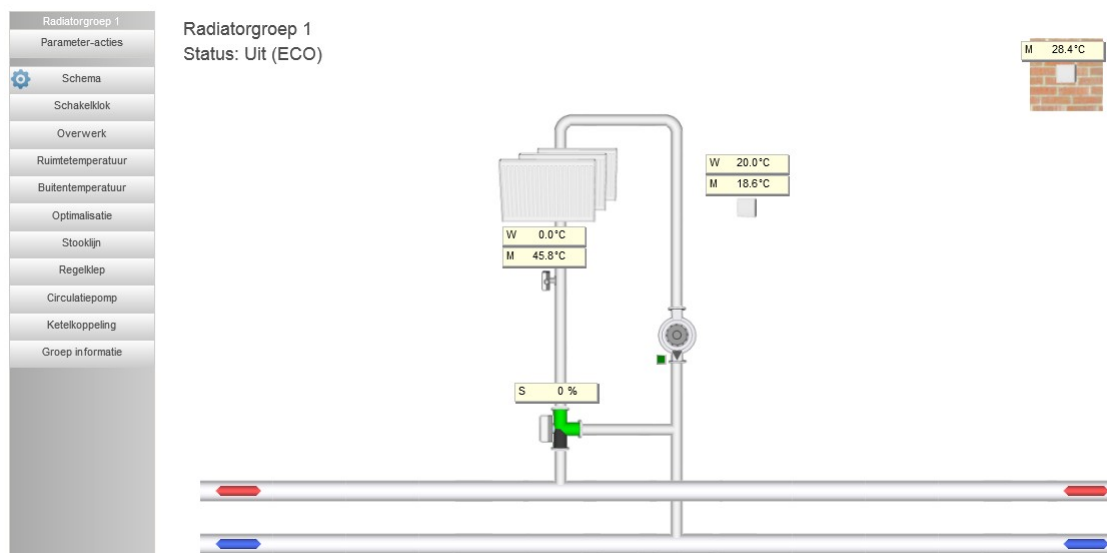 Radiatorgroep 1
Parameter-acties
Schema
Schakelklok
Overwerk
Ruimtetemperatuur
Buitentemperatuur
Optimalisatie
Stooklijn
Regelklep
Circulatiepomp
Ketelkoppeling
Groep informatie
Radiatorgroep 1
Status: Uit (ECO)
M 28.4°C
W 20.0°C
M 18.6°C
W 0.0°C
M 45.8°C
S 0 %